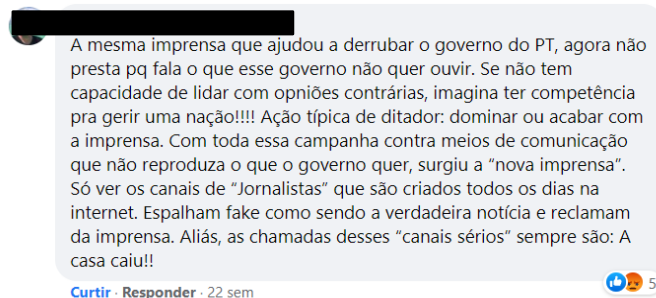 A mesma imprensa que ajudou a derrubar o governo do PT, agora não
presta pq fala o que esse governo não quer ouvir. Se não tem
capacidade de lidar com opniões contrárias, imagina ter competência
pra gerir uma nação!!!! Ação típica de ditador: dominar ou acabar com
a imprensa. Com toda essa campanha contra meios de comunicação
que não reproduza o que o governo quer, surgiu a “nova imprensa“.
Só ver os canais de “Jornalistas” que são criados todos os dias na
internet. Espalham fake como sendo a verdadeira notícia e reclamam
da imprensa. Aliás, as chamadas desses “canais sérios” sempre são: A
casa caiu!!
Curtir · Responder · 22 sem
5